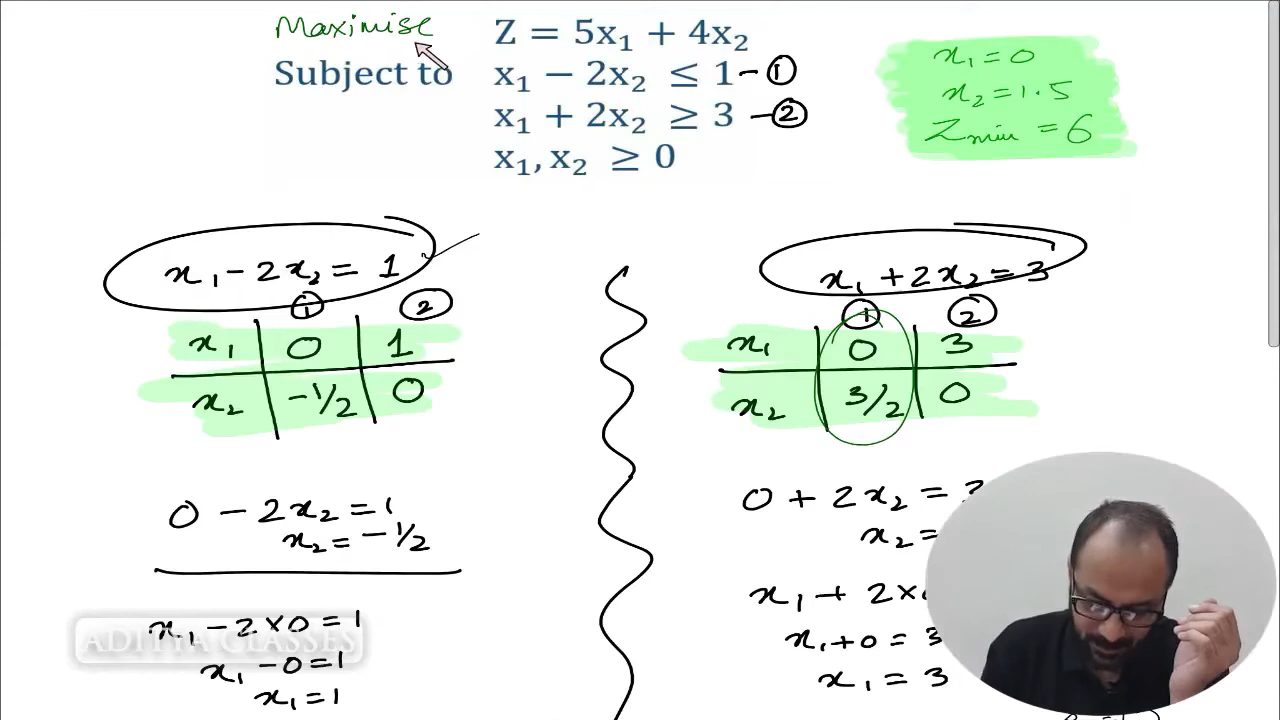 Maximise Z = 5x₁ + 4x₂
Subject to x₁ − 2x₂ ≤ 1 – ①
x₁ + 2x₂ ≥ 3 – ②
x₁, x₂ ≥ 0
x₁ = 0
x₂ = 1.5
Zmin = 6
x₁ − 2x₂ = 1
① ②
x₁ 0 1
x₂ −1/2 0
0 − 2x₂ = 1
x₂ = −1/2
x₁ − 2×0 = 1
x₁ − 0 = 1
x₁ = 1
ADITYA CLASSES
x₁ + 2x₂ = 3
① ②
x₁ 0 3
x₂ 3/2 0
0 + 2x₂ = 3
x₂ =
x₁ + 2×
x₁ + 0 = 3
x₁ = 3